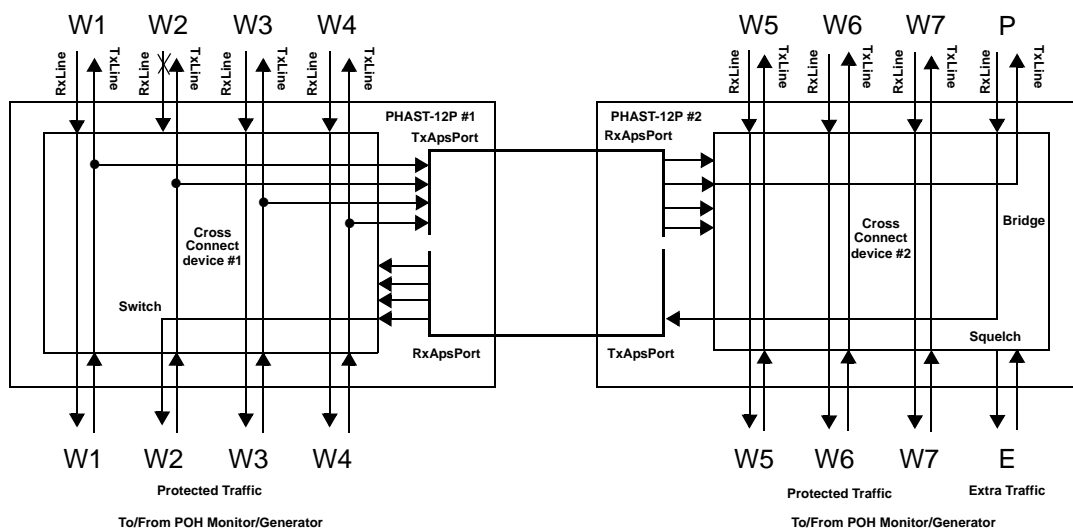 W1 W2 W3 W4 W5 W6 W7 P
RxLine TxLine RxLine TxLine RxLine TxLine RxLine TxLine RxLine TxLine RxLine TxLine RxLine TxLine RxLine TxLine
PHAST-12P #1
TxApsPort
PHAST-12P #2
RxApsPort
Cross
Connect
device #1
Switch
RxApsPort
Cross
Connect
device #2
Bridge
Squelch
TxApsPort
W1 W2 W3 W4
Protected Traffic
To/From POH Monitor/Generator
W5 W6 W7 E
Protected Traffic
Extra Traffic
To/From POH Monitor/Generator